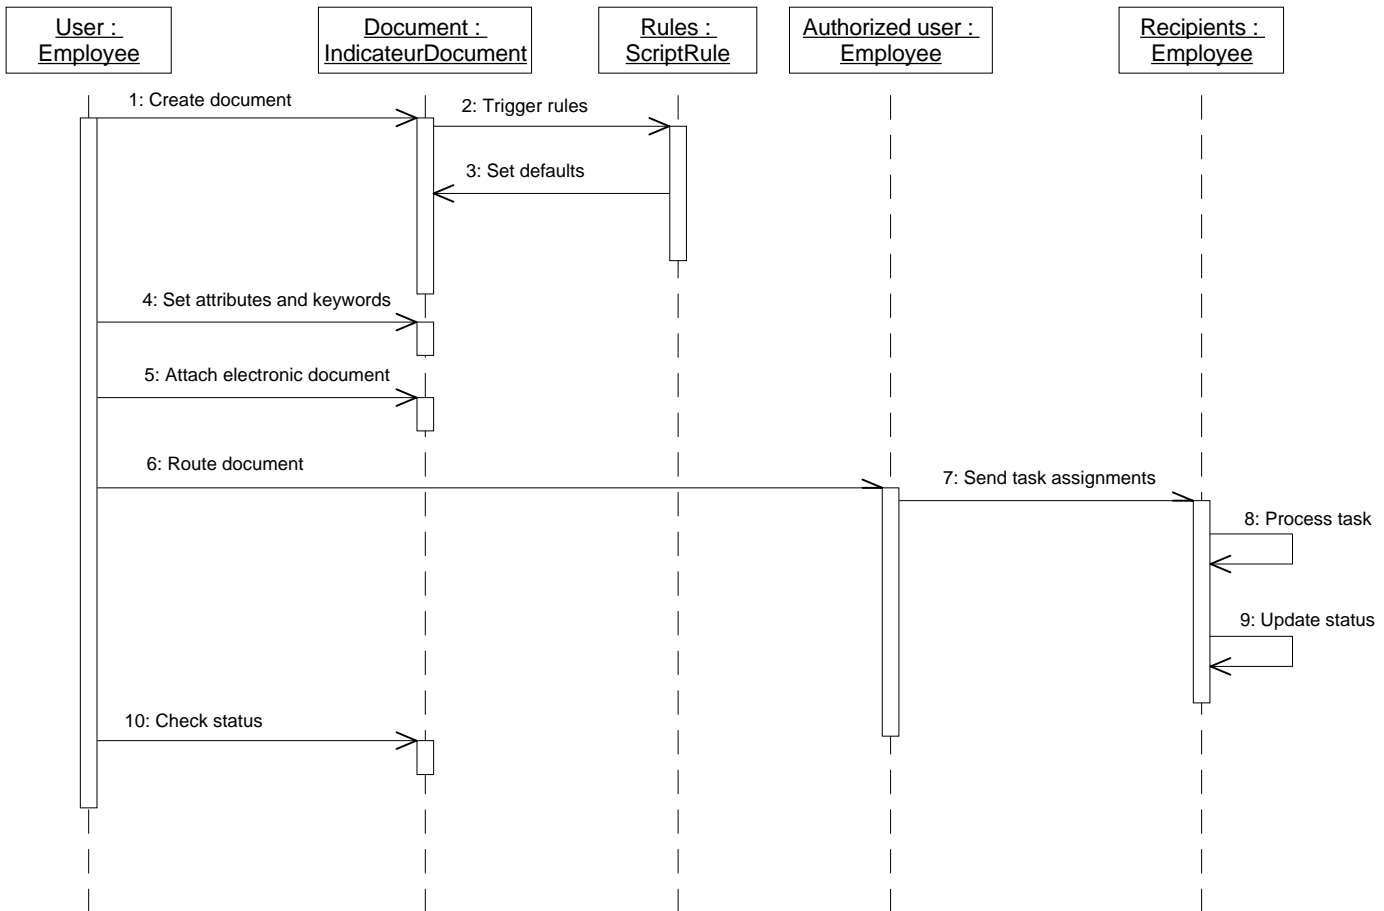 User :
Employee
Document :
IndicateurDocument
Rules :
ScriptRule
Authorized user :
Employee
Recipients :
Employee
1: Create document
2: Trigger rules
3: Set defaults
4: Set attributes and keywords
5: Attach electronic document
6: Route document
7: Send task assignments
8: Process task
9: Update status
10: Check status